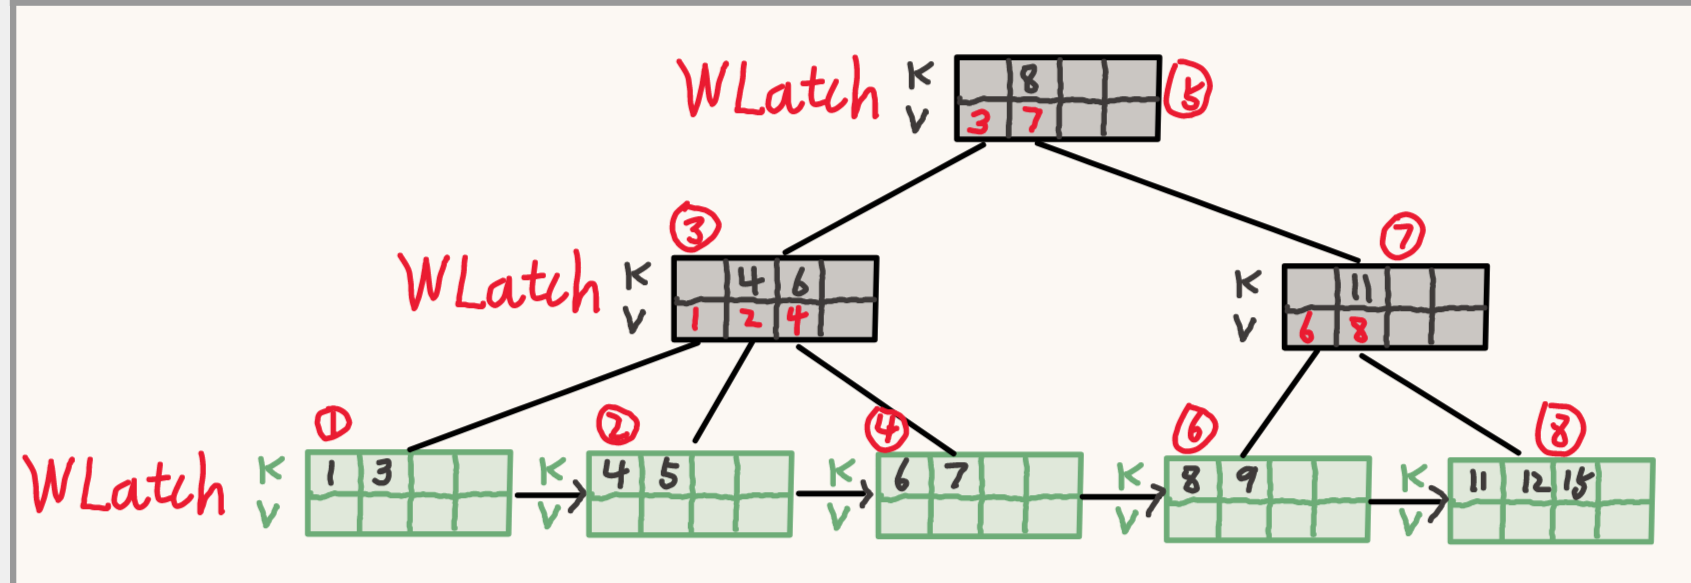 WLatch K 8 ⑤
V 3 7
③ ⑦
WLatch K 4 6 K 11
V 1 2 4 V 6 8
① ② ④ ⑥ ⑧
WLatch K 1 3 K 4 5 K 6 7 K 8 9 K 11 12 15
V V V V V